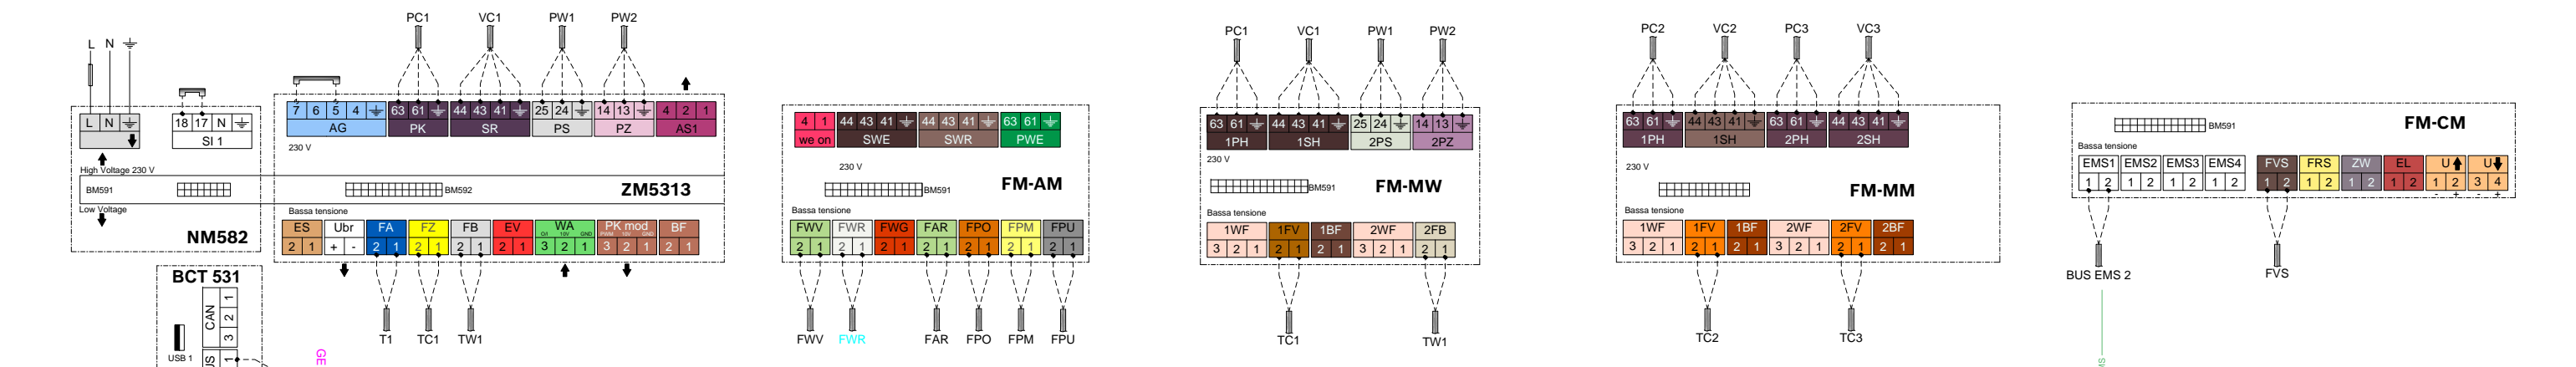 PC1 VC1 PW1 PW2
PC1 VC1 PW1 PW2
PC2 VC2 PC3 VC3
L N
L N
18 17 N
SI 1
High Voltage 230 V
BM591
Low Voltage
NM582
7 6 5 4
AG
63 61
PK
44 43 41
SR
25 24
PS
14 13
PZ
4 2 1
AS1
230 V
BM592
ZM5313
Bassa tensione
ES Ubr FA FZ FB EV WA PK mod BF
0/I 10V GND PWM 10V GND
2 1 + - 2 1 2 1 2 1 2 1 3 2 1 3 2 1 2 1
T1 TC1 TW1
BCT 531
CAN
3 2 1
USB 1
1
GE
4 1
we on
44 43 41
SWE
44 43 41
SWR
63 61
PWE
230 V
BM591
FM-AM
Bassa tensione
FWV FWR FWG FAR FPO FPM FPU
2 1 2 1 2 1 2 1 2 1 2 1 2 1
FWV FWR FAR FPO FPM FPU
63 61
1PH
44 43 41
1SH
25 24
2PS
14 13
2PZ
230 V
BM591
FM-MW
Bassa tensione
1WF 1FV 1BF 2WF 2FB
3 2 1 2 1 2 1 3 2 1 2 1
TC1 TW1
63 61
1PH
44 43 41
1SH
63 61
2PH
44 43 41
2SH
230 V
FM-MM
Bassa tensione
1WF 1FV 1BF 2WF 2FV 2BF
3 2 1 2 1 2 1 3 2 1 2 1 2 1
TC2 TC3
BM591
FM-CM
Bassa tensione
EMS1 EMS2 EMS3 EMS4 FVS FRS ZW EL U U
1 2 1 2 1 2 1 2 1 2 1 2 1 2 1 2 1 2 3 4
- + - +
BUS EMS 2
FVS